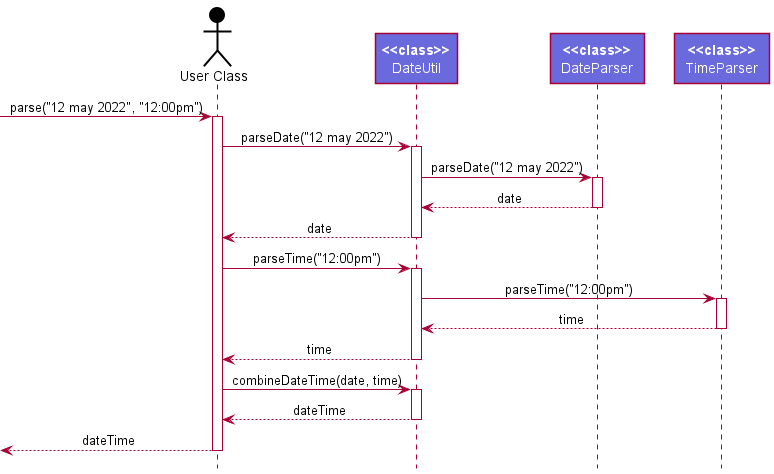 <<class>>
DateUtil
<<class>>
DateParser
<<class>>
TimeParser
User Class
parse("12 may 2022", "12:00pm")
parseDate("12 may 2022")
parseDate("12 may 2022")
date
date
parseTime("12:00pm")
parseTime("12:00pm")
time
time
combineDateTime(date, time)
dateTime
dateTime